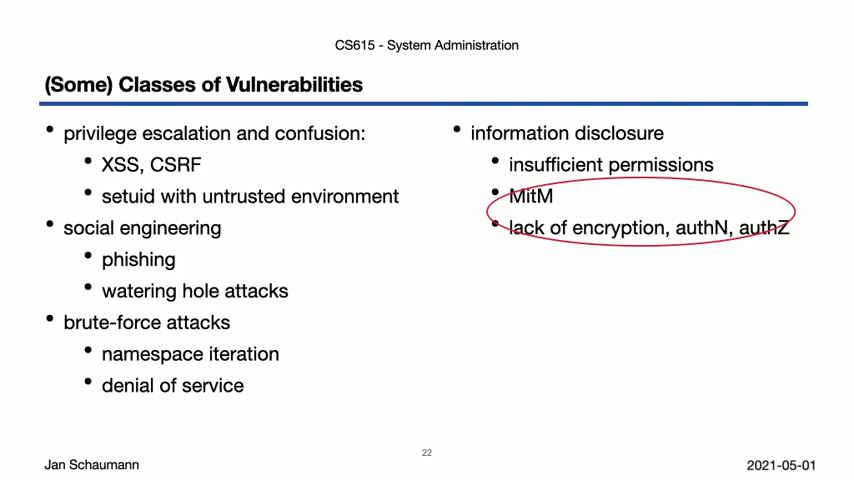 CS615 - System Administration
(Some) Classes of Vulnerabilities
• privilege escalation and confusion:
• XSS, CSRF
• setuid with untrusted environment
• social engineering
• phishing
• watering hole attacks
• brute-force attacks
• namespace iteration
• denial of service
• information disclosure
• insufficient permissions
• MitM
• lack of encryption, authN, authZ
22
Jan Schaumann
2021-05-01